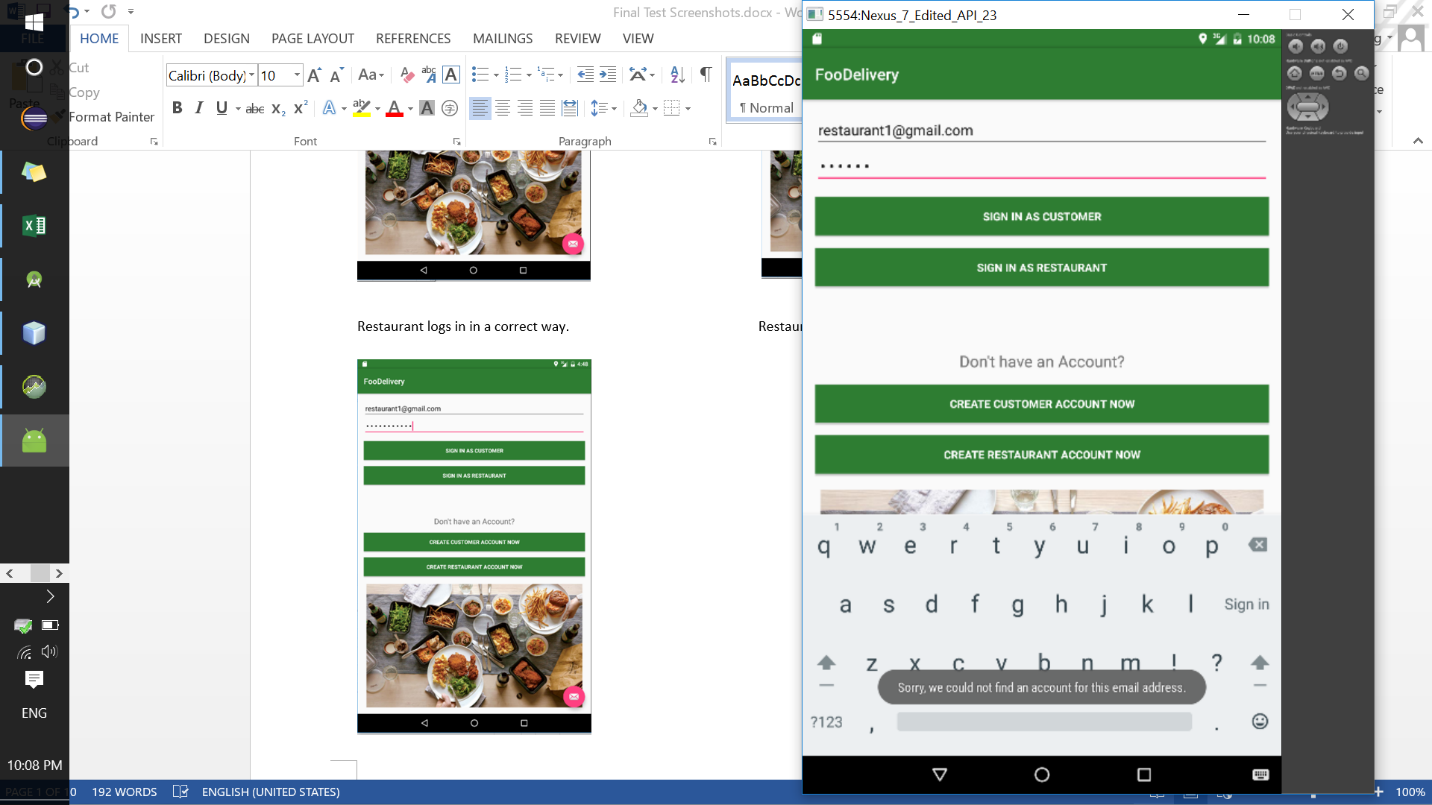 Final Test Screenshots.docx - Wo
FILE HOME INSERT DESIGN PAGE LAYOUT REFERENCES MAILINGS REVIEW VIEW
Cut
Copy
Paste
Format Painter
Calibri (Body) 10
AaBbCcDc
¶ Normal
Clipboard Font Paragraph
Restaurant logs in in a correct way.
Restau
4:48
FooDelivery
restaurant1@gmail.com
SIGN IN AS CUSTOMER
SIGN IN AS RESTAURANT
Don't have an Account?
CREATE CUSTOMER ACCOUNT NOW
CREATE RESTAURANT ACCOUNT NOW
ENG
10:08 PM
PAGE 1 OF 10 192 WORDS ENGLISH (UNITED STATES)
100%
5554:Nexus_7_Edited_API_23
10:08
FooDelivery
restaurant1@gmail.com
SIGN IN AS CUSTOMER
SIGN IN AS RESTAURANT
Don't have an Account?
CREATE CUSTOMER ACCOUNT NOW
CREATE RESTAURANT ACCOUNT NOW
1 2 3 4 5 6 7 8 9 0
q w e r t y u i o p
a s d f g h j k l Sign in
z x c v b n m ! ?
Sorry, we could not find an account for this email address.
?123 , .